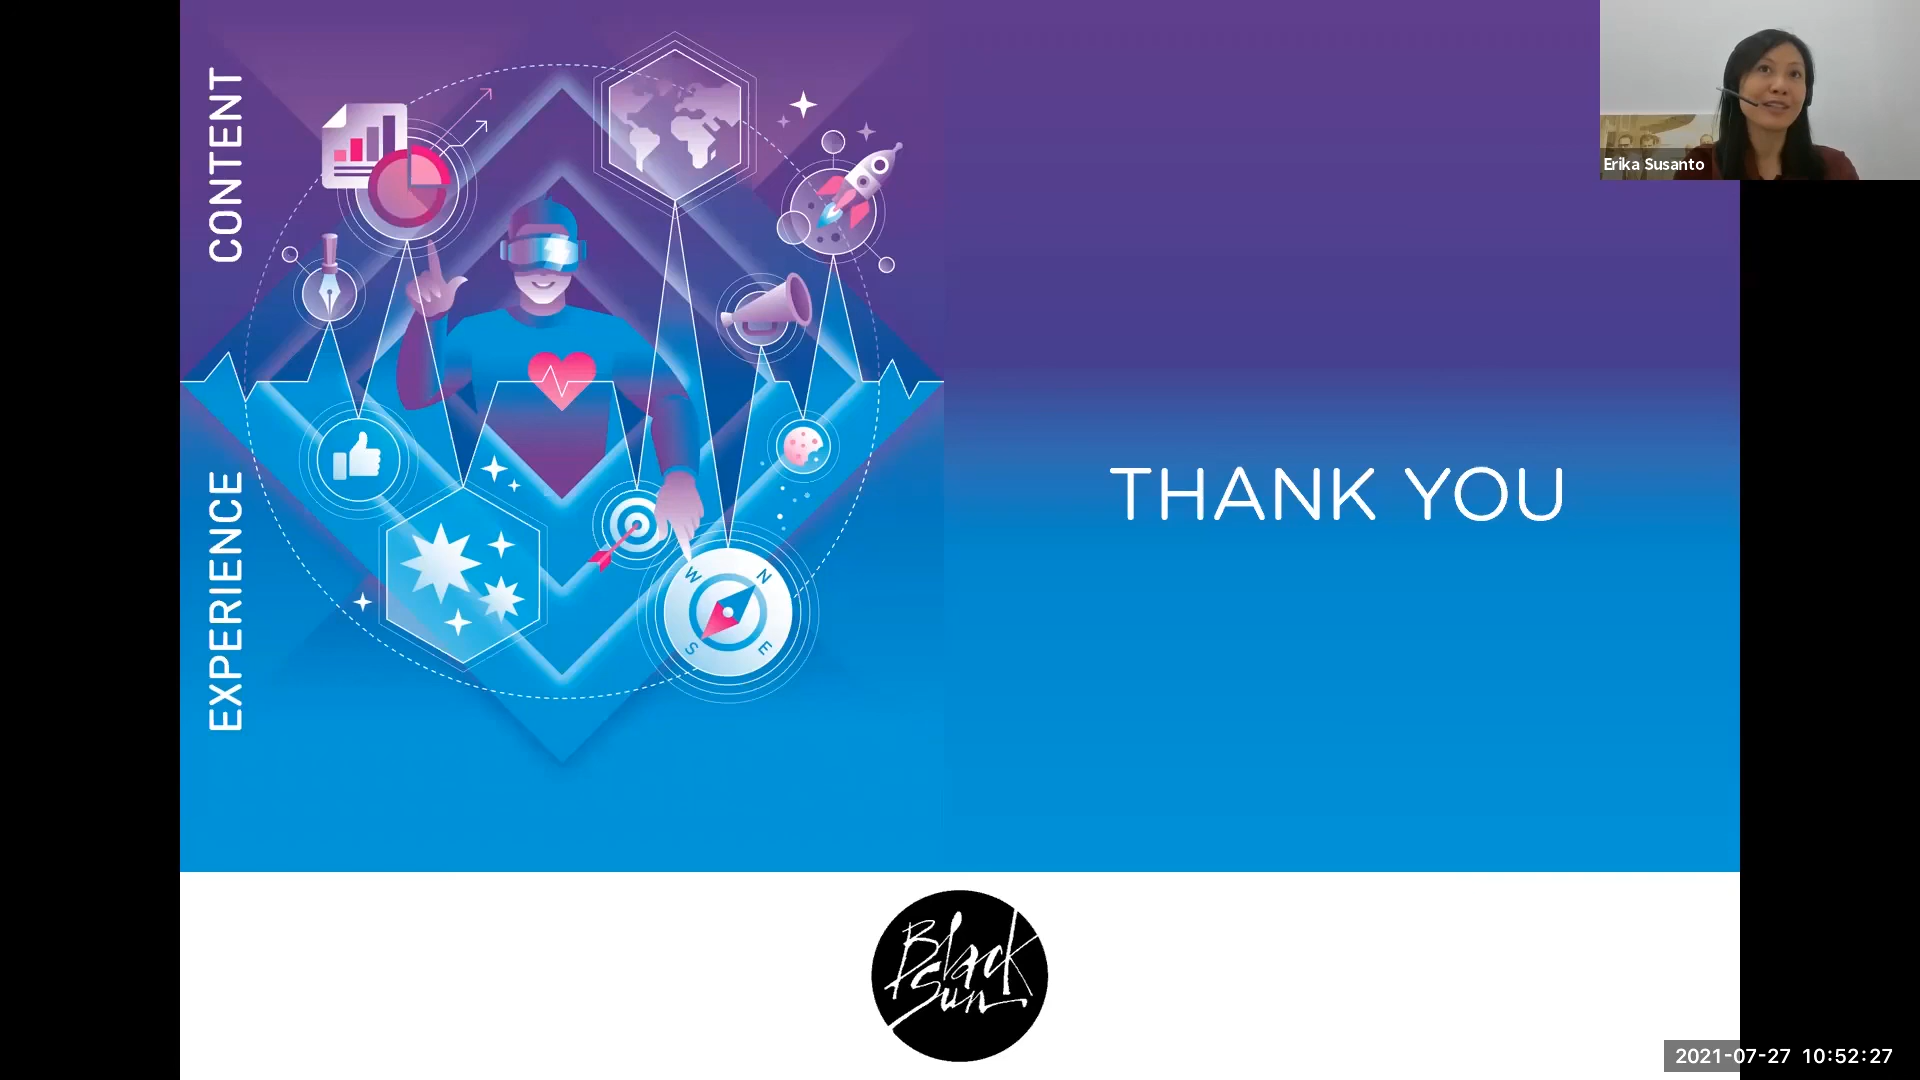 CONTENT
EXPERIENCE
W
N
S
E
THANK YOU
Erika Susanto
Black
Sun
2021-07-27 10:52:27